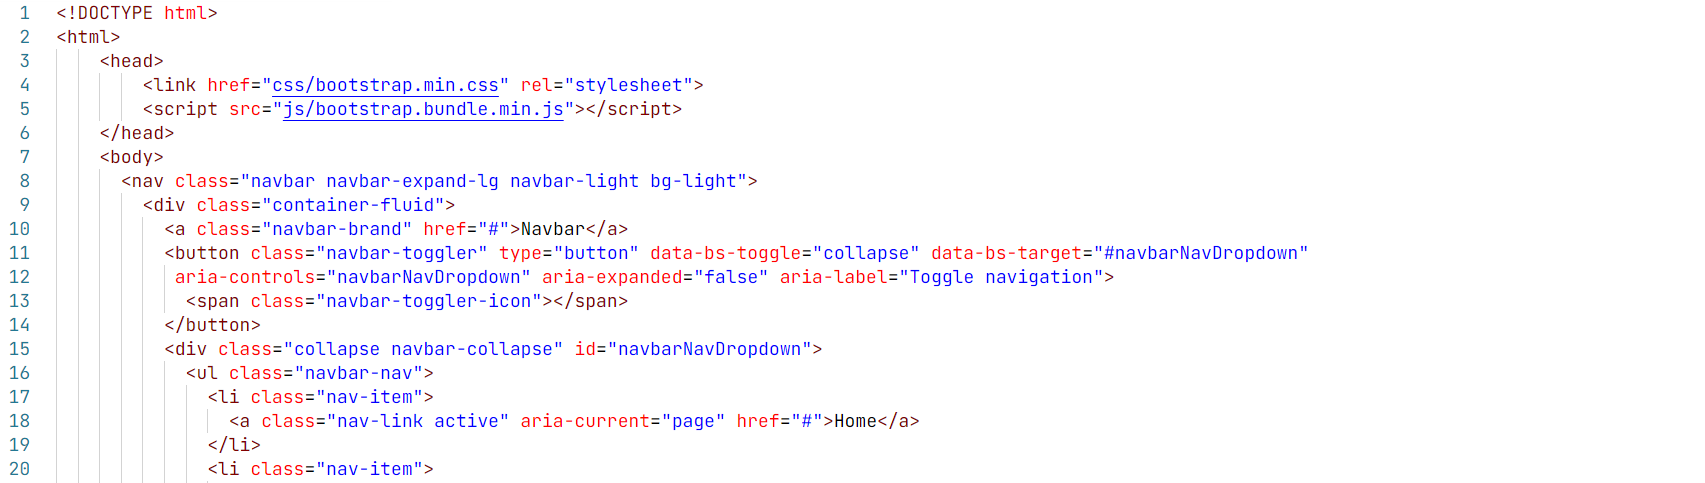 1 <!DOCTYPE html>
2 <html>
3 <head>
4 <link href="css/bootstrap.min.css" rel="stylesheet">
5 <script src="js/bootstrap.bundle.min.js"></script>
6 </head>
7 <body>
8 <nav class="navbar navbar-expand-lg navbar-light bg-light">
9 <div class="container-fluid">
10 <a class="navbar-brand" href="#">Navbar</a>
11 <button class="navbar-toggler" type="button" data-bs-toggle="collapse" data-bs-target="#navbarNavDropdown"
12 aria-controls="navbarNavDropdown" aria-expanded="false" aria-label="Toggle navigation">
13 <span class="navbar-toggler-icon"></span>
14 </button>
15 <div class="collapse navbar-collapse" id="navbarNavDropdown">
16 <ul class="navbar-nav">
17 <li class="nav-item">
18 <a class="nav-link active" aria-current="page" href="#">Home</a>
19 </li>
20 <li class="nav-item">